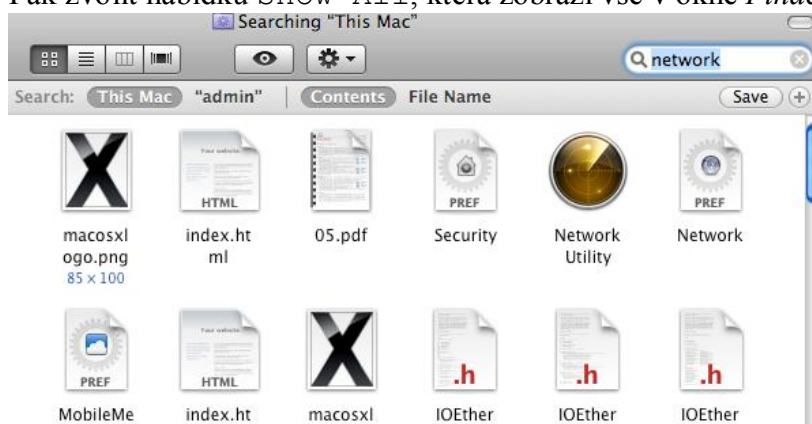 Pak zvolit nabídku Show All, která zobrazí vše v okně
Searching "This Mac"
network
Search: This Mac "admin" Contents File Name Save
HTML PREF PREF
macosxl index.ht 05.pdf Security Network Network
ogo.png ml Utility
85 × 100
PREF HTML .h .h .h
MobileMe index.ht macosxl IOEther IOEther IOEther